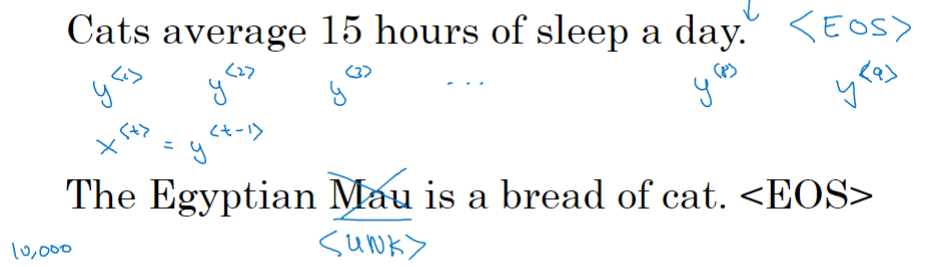 Cats average 15 hours of sleep a day. <EOS>
y<1> y<2> y<3> ... y<8> y<9>
x<t> = y<t-1>
The Egyptian Mau is a bread of cat. <EOS>
10,000 <UNK>